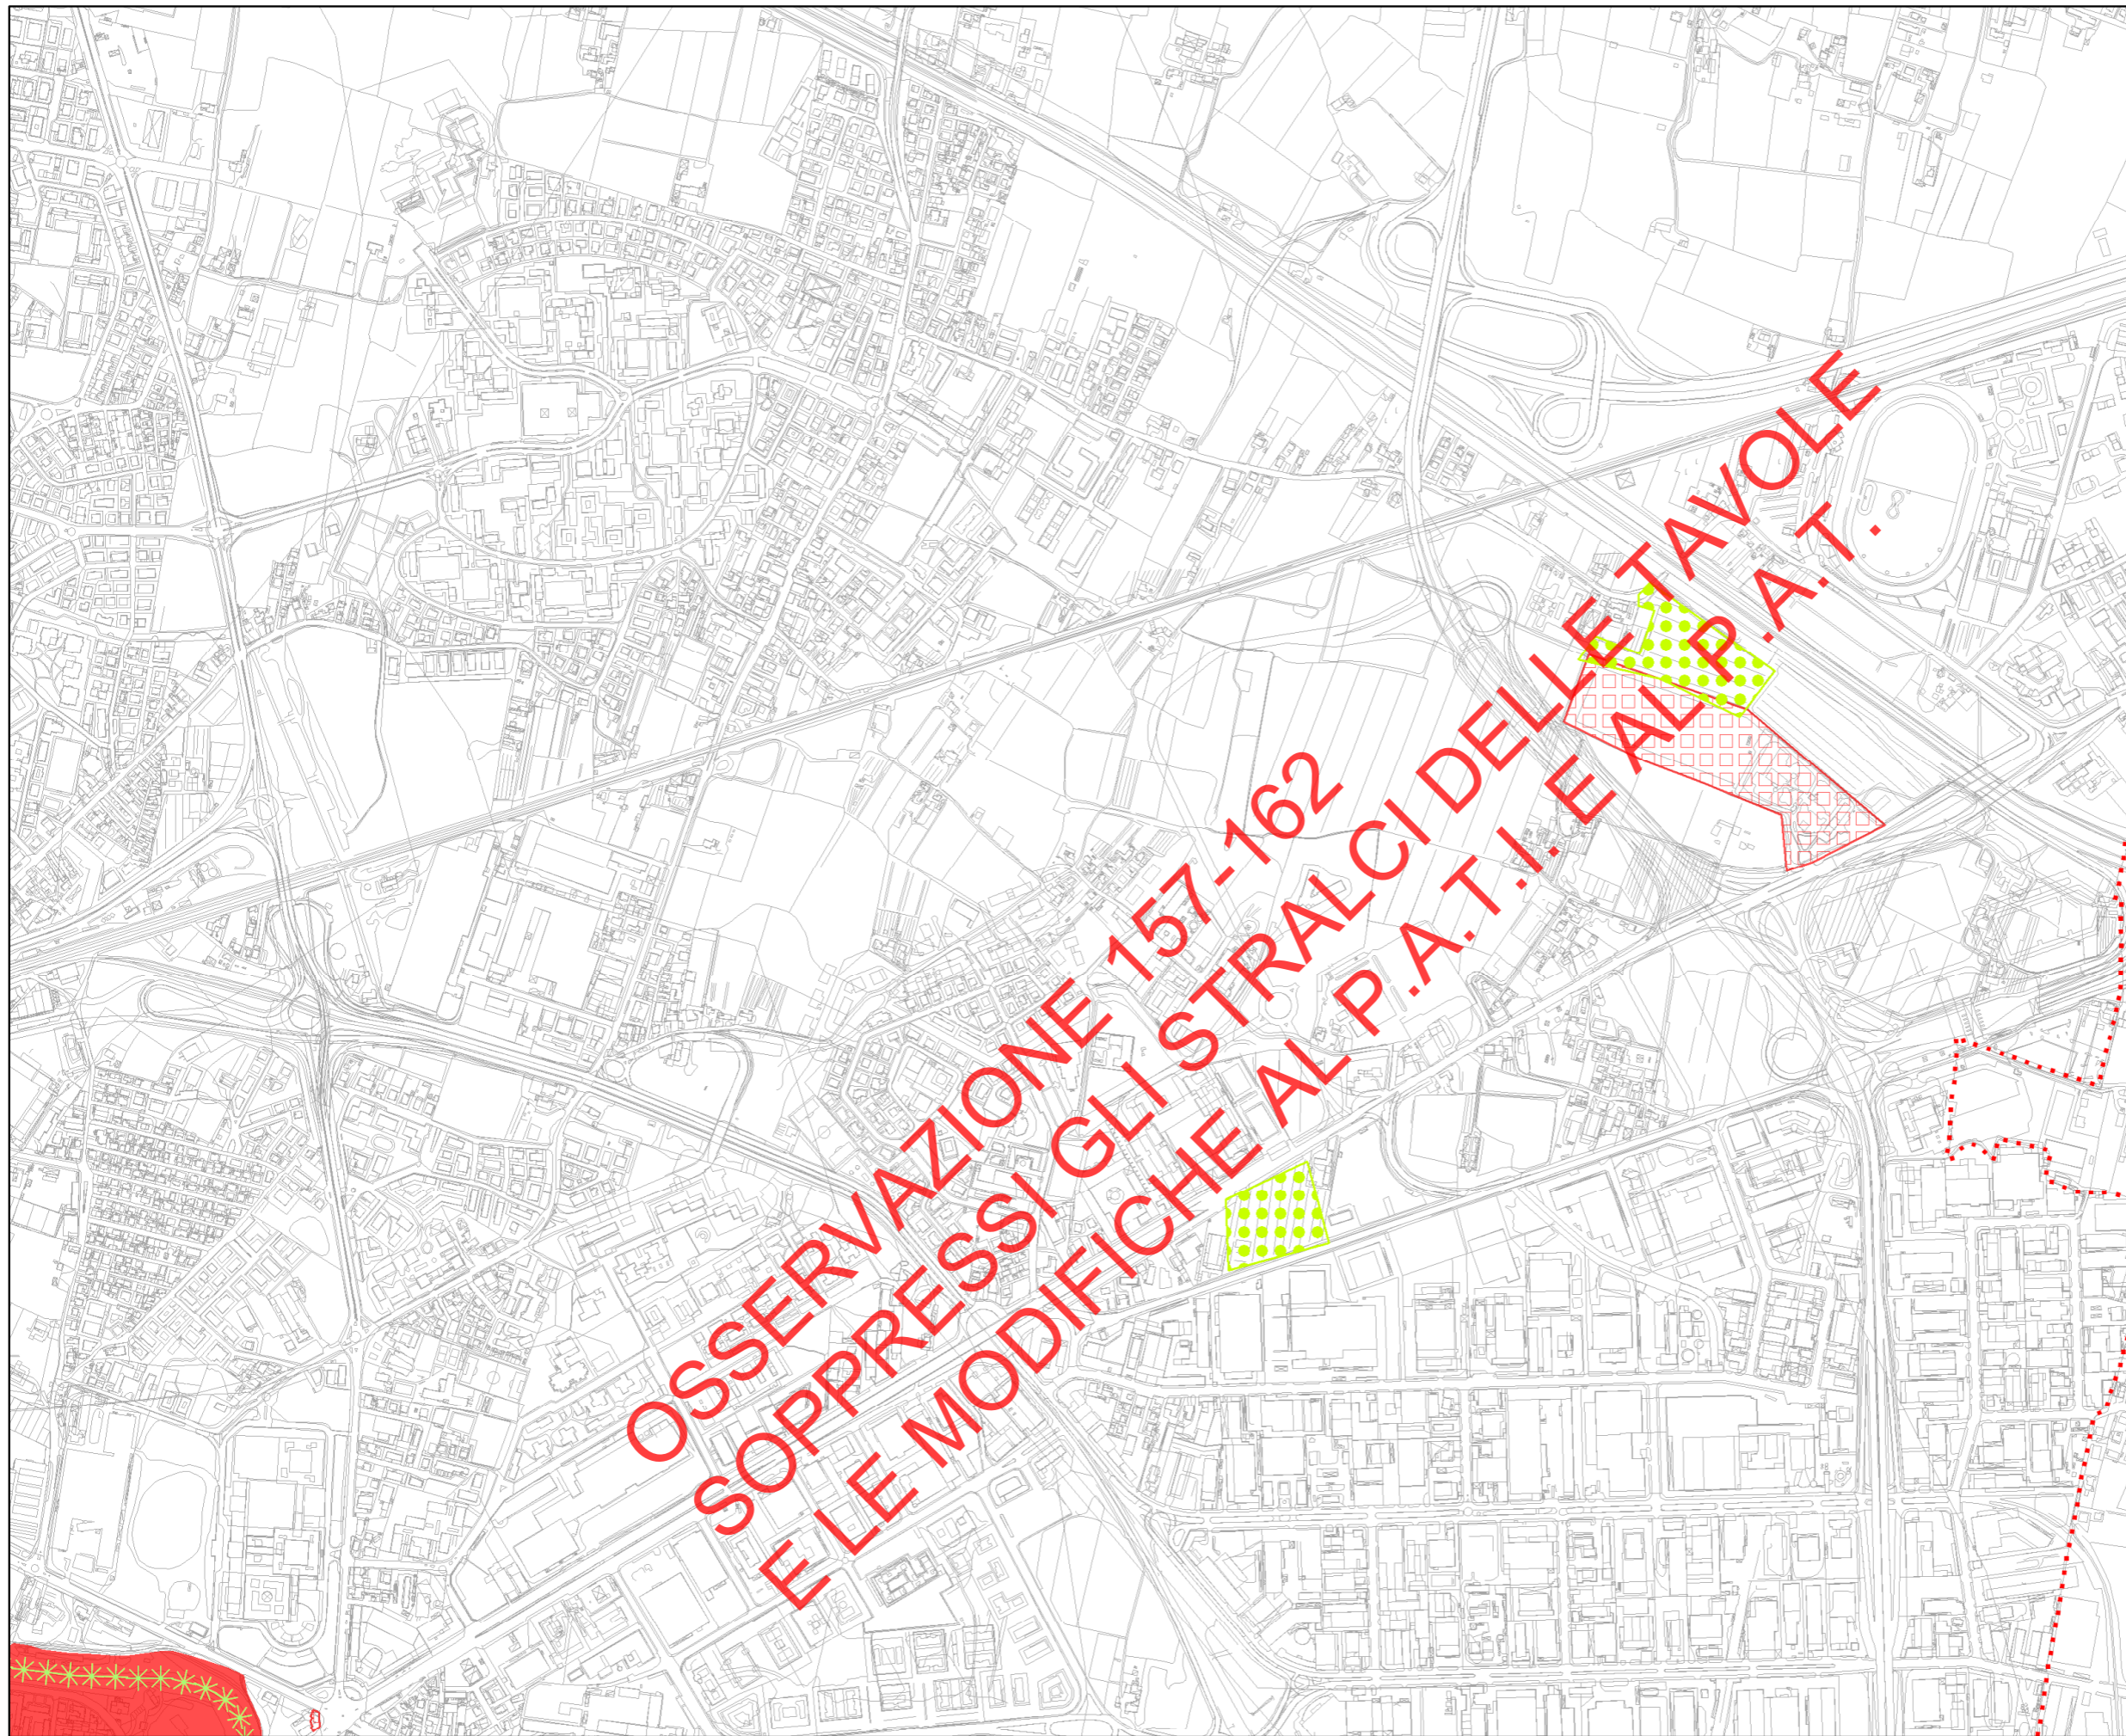 OSSERVAZIONE 157-162
SOPPRESSI GLI STRALCI DELLE TAVOLE
E LE MODIFICHE AL P.A.T.I. E AL P.A.T.